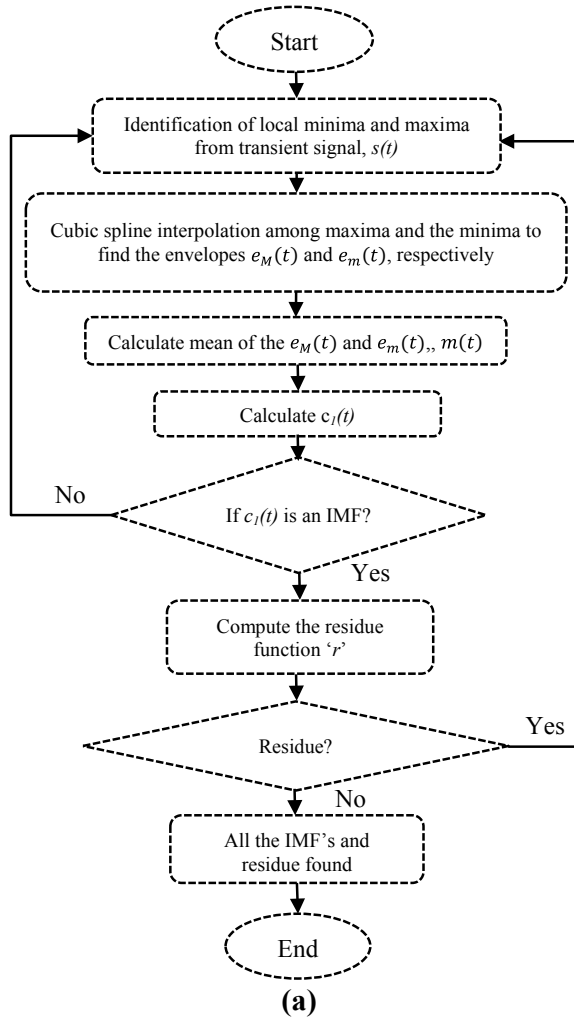 Start
Identification of local minima and maxima
from transient signal, s(t)
Cubic spline interpolation among maxima and the minima to
find the envelopes e_M(t) and e_m(t), respectively
Calculate mean of the e_M(t) and e_m(t),, m(t)
Calculate c₁(t)
No
If c₁(t) is an IMF?
Yes
Compute the residue
function ‘r’
Residue?
Yes
No
All the IMF’s and
residue found
End
(a)